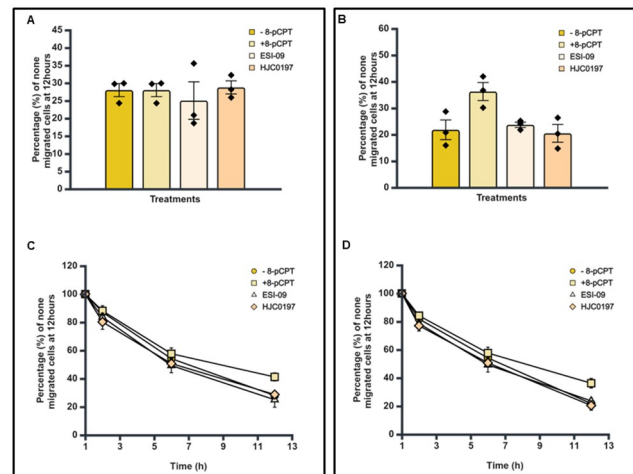 A
Percentage (%) of none
migrated cells at 12hours
45
40
35
30
25
20
15
10
5
0
Treatments
- 8-pCPT
+8-pCPT
ESI-09
HJC0197
B
Percentage (%) of none
migrated cells at 12hours
60
50
40
30
20
10
0
Treatments
- 8-pCPT
+8-pCPT
ESI-09
HJC0197
C
Percentage (%) of none
migrated cells at 12hours
120
100
80
60
40
20
0
1 3 5 7 9 11 13
Time (h)
- 8-pCPT
+8-pCPT
ESI-09
HJC0197
D
Percentage (%) of none
migrated cells at 12hours
120
100
80
60
40
20
0
1 3 5 7 9 11 13
Time (h)
- 8-pCPT
+8-pCPT
ESI-09
HJC0197